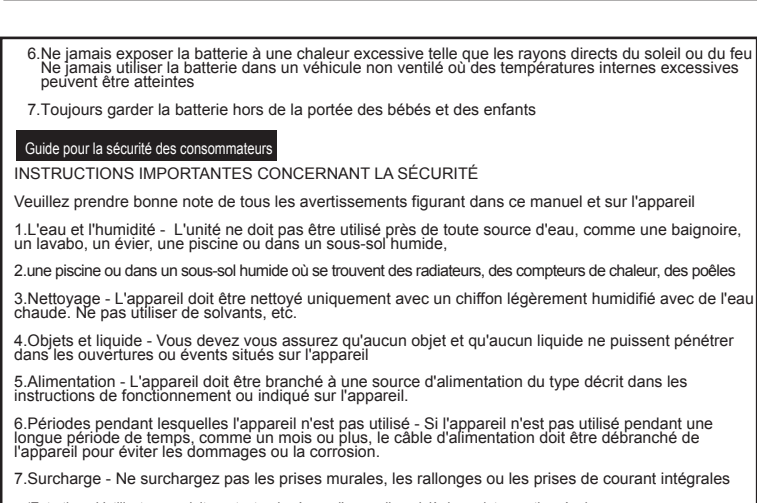 6.Ne jamais exposer la batterie à une chaleur excessive telle que les rayons directs du soleil ou du feu
Ne jamais utiliser la batterie dans un véhicule non ventilé où des températures internes excessives
peuvent être atteintes
7.Toujours garder la batterie hors de la portée des bébés et des enfants
Guide pour la sécurité des consommateurs
INSTRUCTIONS IMPORTANTES CONCERNANT LA SÉCURITÉ
Veuillez prendre bonne note de tous les avertissements figurant dans ce manuel et sur l'appareil
1.L'eau et l'humidité - L'unité ne doit pas être utilisé près de toute source d'eau, comme une baignoire,
un lavabo, un évier, une piscine ou dans un sous-sol humide,
2.une piscine ou dans un sous-sol humide où se trouvent des radiateurs, des compteurs de chaleur, des poêles
3.Nettoyage - L'appareil doit être nettoyé uniquement avec un chiffon légèrement humidifié avec de l'eau
chaude. Ne pas utiliser de solvants, etc.
4.Objets et liquide - Vous devez vous assurez qu'aucun objet et qu'aucun liquide ne puissent pénétrer
dans les ouvertures ou évents situés sur l'appareil
5.Alimentation - L'appareil doit être branché à une source d'alimentation du type décrit dans les
instructions de fonctionnement ou indiqué sur l'appareil.
6.Périodes pendant lesquelles l'appareil n'est pas utilisé - Si l'appareil n'est pas utilisé pendant une
longue période de temps, comme un mois ou plus, le câble d'alimentation doit être débranché de
l'appareil pour éviter les dommages ou la corrosion.
7.Surcharge - Ne surchargez pas les prises murales, les rallonges ou les prises de courant intégrales